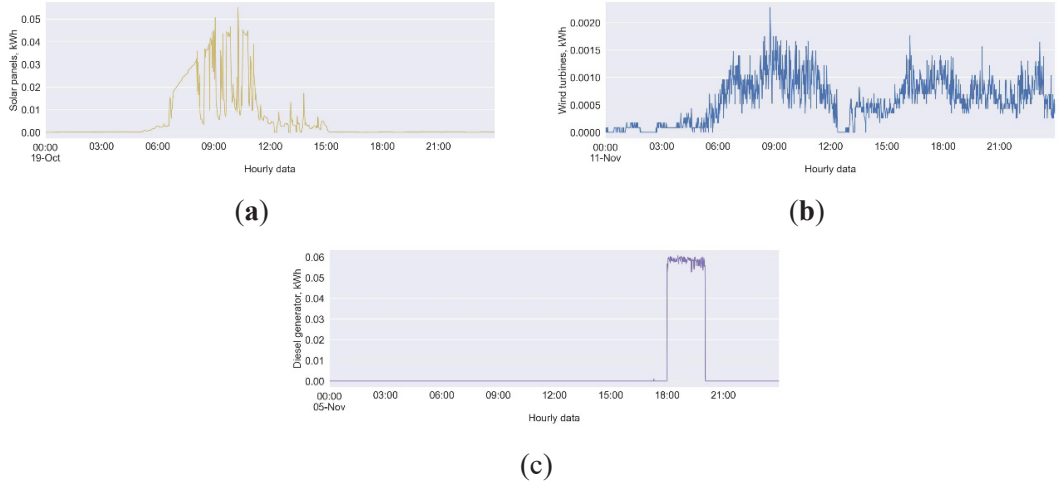 Solar panels, kWh
0.05
0.04
0.03
0.02
0.01
0.00
00:00 03:00 06:00 09:00 12:00 15:00 18:00 21:00
19-Oct
Hourly data
(a)
Wind turbines, kWh
0.0020
0.0015
0.0010
0.0005
0.0000
00:00 03:00 06:00 09:00 12:00 15:00 18:00 21:00
11-Nov
Hourly data
(b)
Diesel generator, kWh
0.06
0.05
0.04
0.03
0.02
0.01
0.00
00:00 03:00 06:00 09:00 12:00 15:00 18:00 21:00
05-Nov
Hourly data
(c)